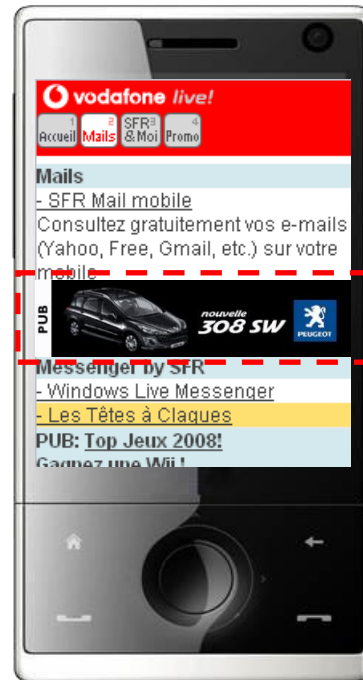 vodafone live!
1 2 3 4
Accueil Mails SFR & Moi Promo
Mails
- SFR Mail mobile
Consultez gratuitement vos e-mails
(Yahoo, Free, Gmail, etc.) sur votre
mobile
PUB
nouvelle
308 SW
PEUGEOT
Messenger by SFR
- Windows Live Messenger
- Les Têtes à Claques
PUB: Top Jeux 2008!
Gagnez une Wii !